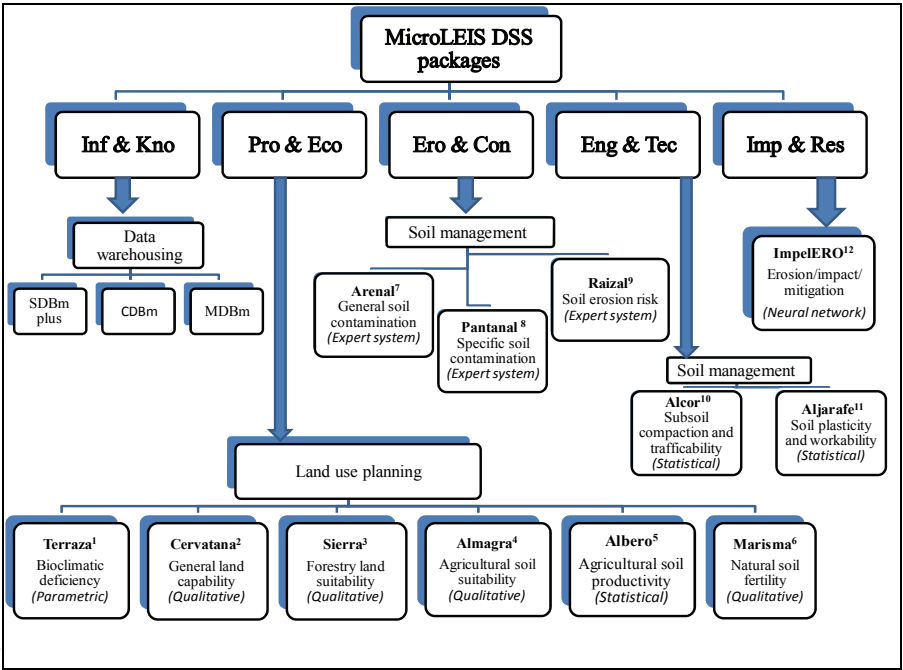 MicroLEIS DSS
packages
Inf & Kno
Pro & Eco
Ero & Con
Eng & Tec
Imp & Res
Data
warehousing
SDBm
plus
CDBm
MDBm
Soil management
Arenal⁷
General soil
contamination
(Expert system)
Pantanal ⁸
Specific soil
contamination
(Expert system)
Raizal⁹
Soil erosion risk
(Expert system)
ImpelERO¹²
Erosion/impact/
mitigation
(Neural network)
Soil management
Alcor¹⁰
Subsoil
compaction and
trafficability
(Statistical)
Aljarafe¹¹
Soil plasticity
and workability
(Statistical)
Land use planning
Terraza¹
Bioclimatic
deficiency
(Parametric)
Cervatana²
General land
capability
(Qualitative)
Sierra³
Forestry land
suitability
(Qualitative)
Almagra⁴
Agricultural soil
suitability
(Qualitative)
Albero⁵
Agricultural soil
productivity
(Statistical)
Marisma⁶
Natural soil
fertility
(Qualitative)